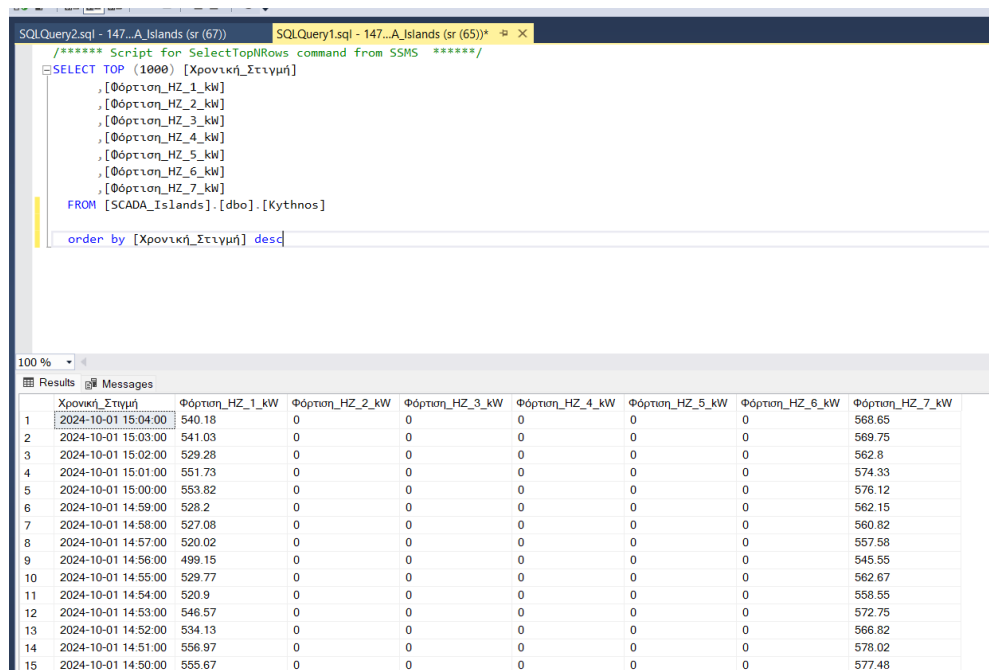 SQLQuery2.sql - 147...A_Islands (sr (67))
SQLQuery1.sql - 147...A_Islands (sr (65))*
/****** Script for SelectTopNRows command from SSMS ******/
SELECT TOP (1000) [Χρονική_Στιγμή]
,[Φόρτιση_HZ_1_kW]
,[Φόρτιση_HZ_2_kW]
,[Φόρτιση_HZ_3_kW]
,[Φόρτιση_HZ_4_kW]
,[Φόρτιση_HZ_5_kW]
,[Φόρτιση_HZ_6_kW]
,[Φόρτιση_HZ_7_kW]
FROM [SCADA_Islands].[dbo].[Kythnos]
order by [Χρονική_Στιγμή] desc
100 %
Results Messages
Χρονική_Στιγμή Φόρτιση_HZ_1_kW Φόρτιση_HZ_2_kW Φόρτιση_HZ_3_kW Φόρτιση_HZ_4_kW Φόρτιση_HZ_5_kW Φόρτιση_HZ_6_kW Φόρτιση_HZ_7_kW
1 2024-10-01 15:04:00 540.18 0 0 0 0 0 568.65
2 2024-10-01 15:03:00 541.03 0 0 0 0 0 569.75
3 2024-10-01 15:02:00 529.28 0 0 0 0 0 562.8
4 2024-10-01 15:01:00 551.73 0 0 0 0 0 574.33
5 2024-10-01 15:00:00 553.82 0 0 0 0 0 576.12
6 2024-10-01 14:59:00 528.2 0 0 0 0 0 562.15
7 2024-10-01 14:58:00 527.08 0 0 0 0 0 560.82
8 2024-10-01 14:57:00 520.02 0 0 0 0 0 557.58
9 2024-10-01 14:56:00 499.15 0 0 0 0 0 545.55
10 2024-10-01 14:55:00 529.77 0 0 0 0 0 562.67
11 2024-10-01 14:54:00 520.9 0 0 0 0 0 558.55
12 2024-10-01 14:53:00 546.57 0 0 0 0 0 572.75
13 2024-10-01 14:52:00 534.13 0 0 0 0 0 566.82
14 2024-10-01 14:51:00 556.97 0 0 0 0 0 578.02
15 2024-10-01 14:50:00 555.67 0 0 0 0 0 577.48